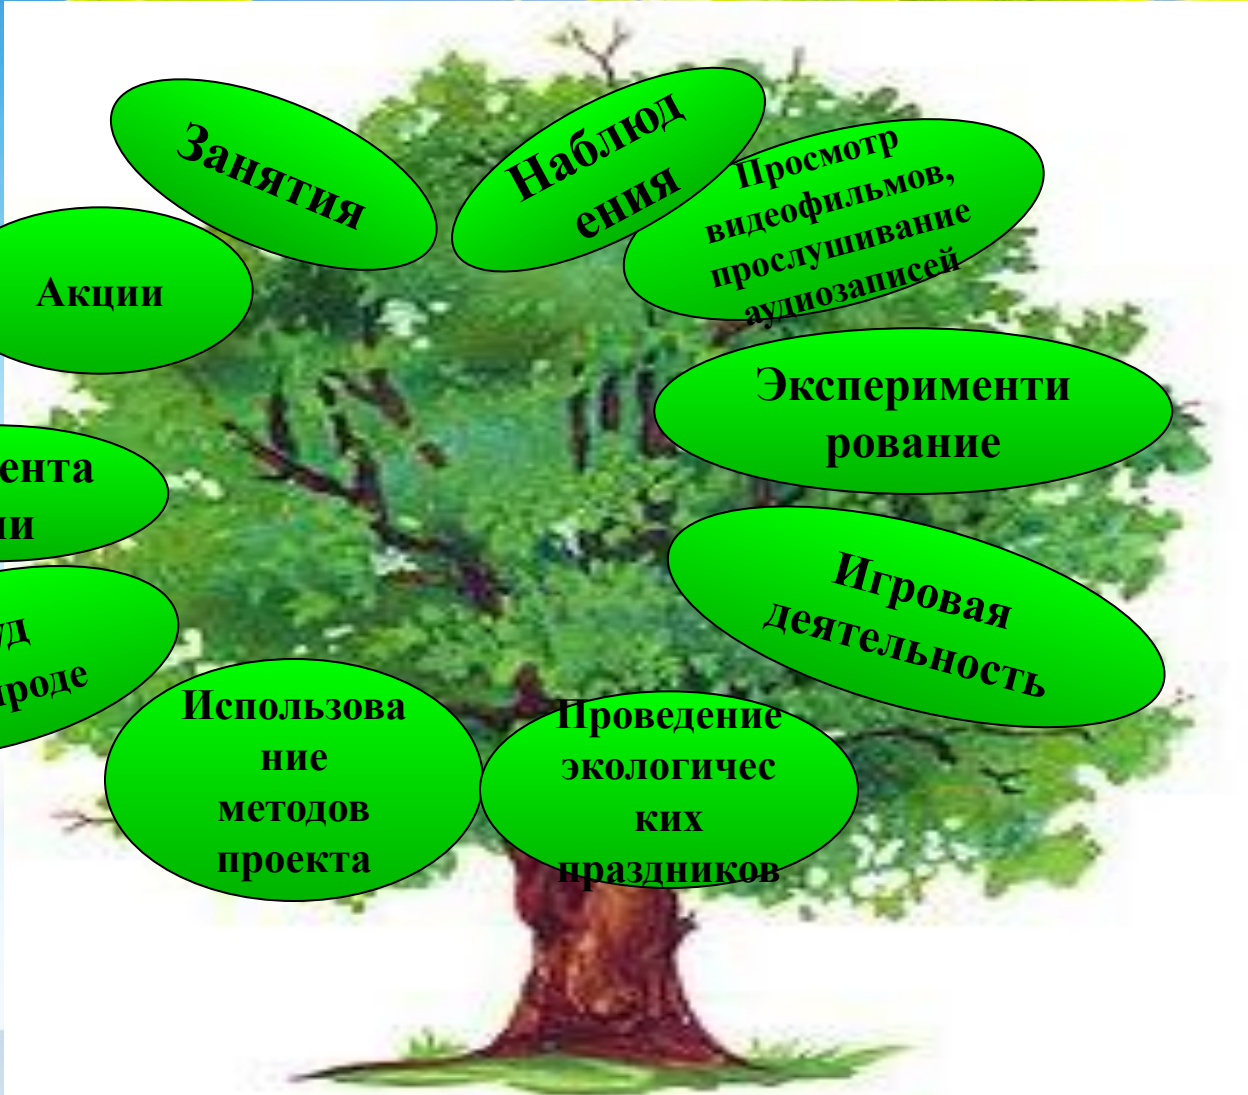 Занятия
Наблюд
ения
Просмотр
видеофильмов,
прослушивание
аудиозаписей
Акции
Эксперименти
рование
Игровая
деятельность
Использова
ние
методов
проекта
Проведение
экологичес
ких
праздников